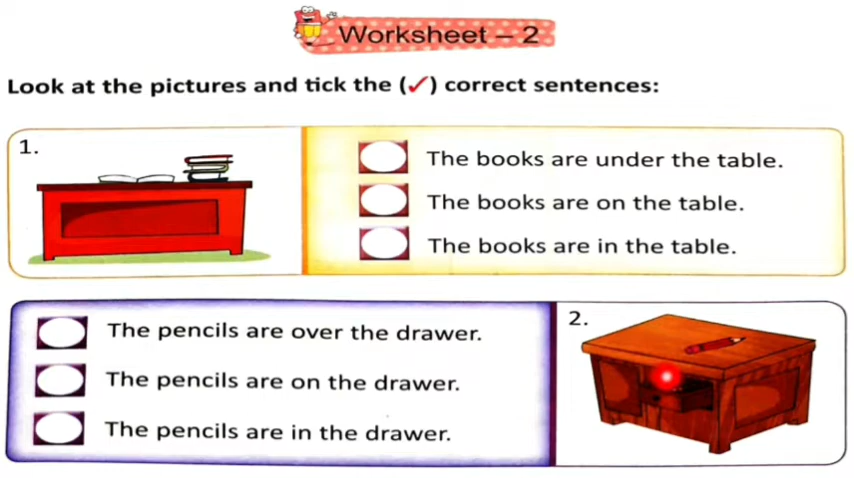 Worksheet – 2
Look at the pictures and tick the (✓) correct sentences:
1.
The books are under the table.
The books are on the table.
The books are in the table.
2.
The pencils are over the drawer.
The pencils are on the drawer.
The pencils are in the drawer.